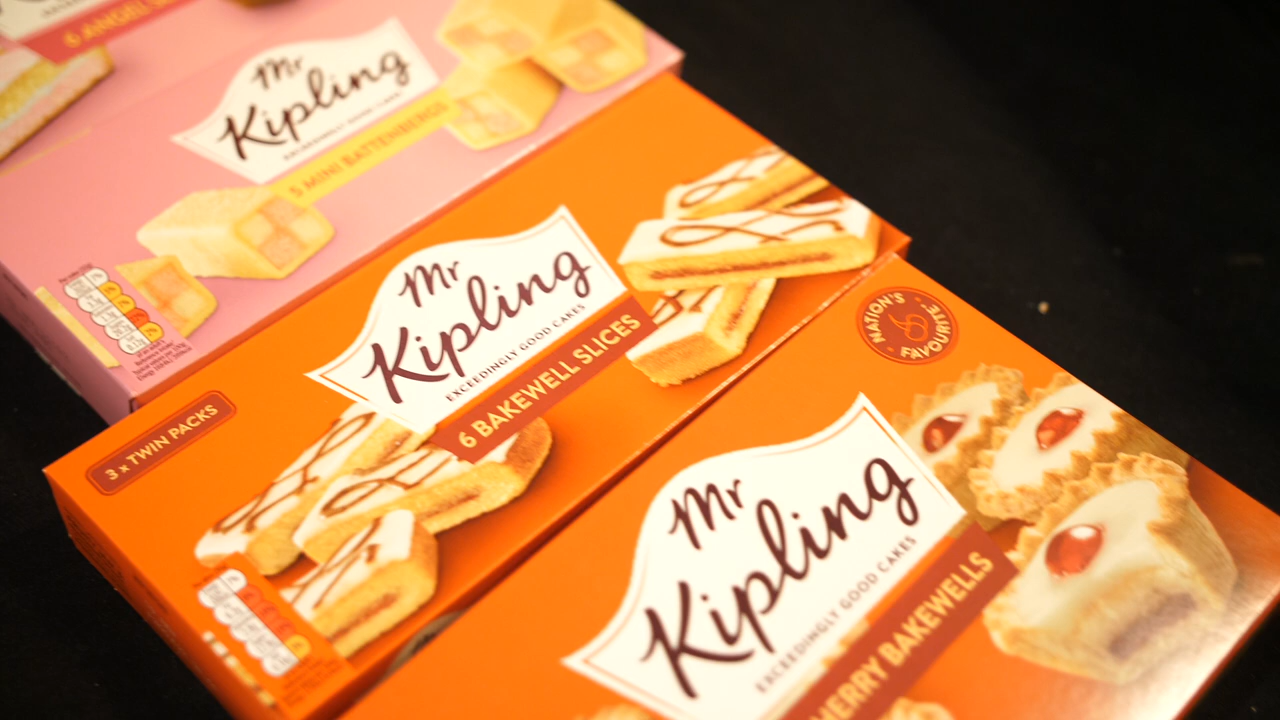 6 ANGEL
Mr
Kipling
EXCEEDINGLY GOOD CAKES
5 MINI BATTENBERGS
Mr
Kipling
EXCEEDINGLY GOOD CAKES
6 BAKEWELL SLICES
3 x TWIN PACKS
NATION'S
FAVOURITE
Mr
Kipling
EXCEEDINGLY GOOD CAKES
HERRY BAKEWELLS